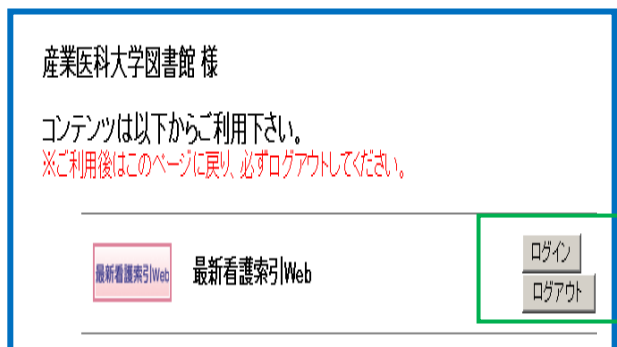 産業医科大学図書館 様
コンテンツは以下からご利用下さい。
※ご利用後はこのページに戻り、必ずログアウトしてください。
最新看護索引Web
最新看護索引Web
ログイン
ログアウト